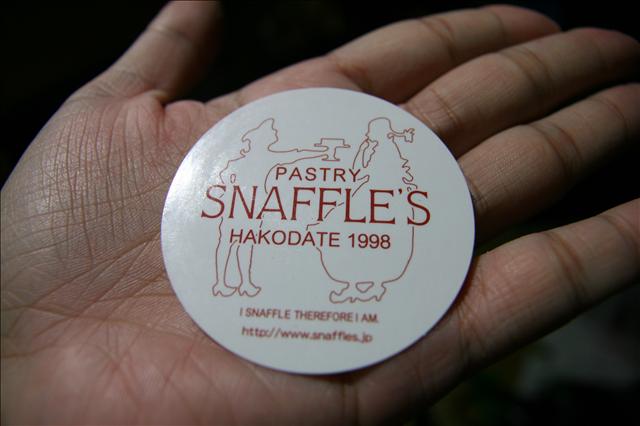 PASTRY
SNAFFLE'S
HAKODATE 1998
I SNAFFLE THEREFORE I AM.
http://www.snaffles.jp